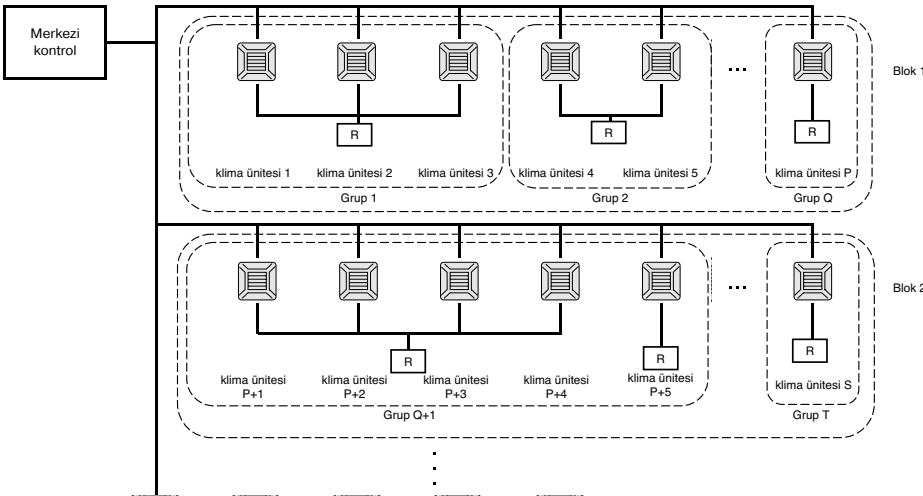 Merkezi
kontrol
Blok 1
R
R
R
klima ünitesi 1
klima ünitesi 2
klima ünitesi 3
klima ünitesi 4
klima ünitesi 5
klima ünitesi P
Grup 1
Grup 2
Grup Q
Blok 2
R
R
R
klima ünitesi
P+1
klima ünitesi
P+2
klima ünitesi
P+3
klima ünitesi
P+4
klima ünitesi
P+5
klima ünitesi S
Grup Q+1
Grup T